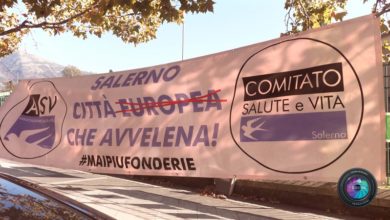 ASV
SALERNO
CITTÀ EUROPEA
CHE AVVELENA!
#MAIPIUFONDERIE
COMITATO
SALUTE e VITA
Salerno